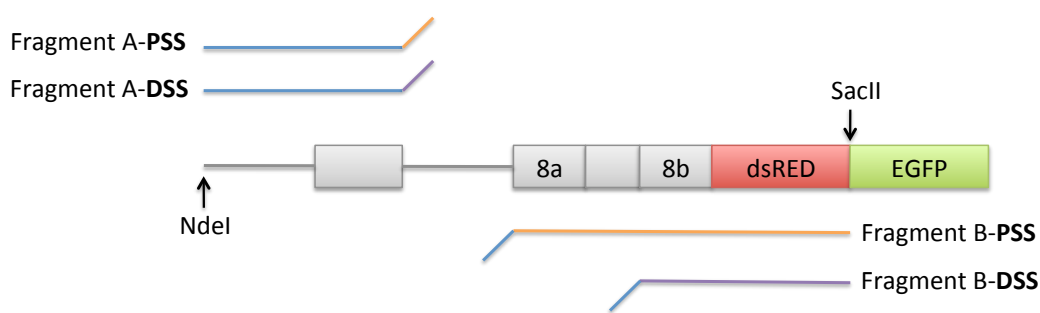 Fragment A-PSS
Fragment A-DSS
SacII
8a 8b dsRED EGFP
NdeI
Fragment B-PSS
Fragment B-DSS